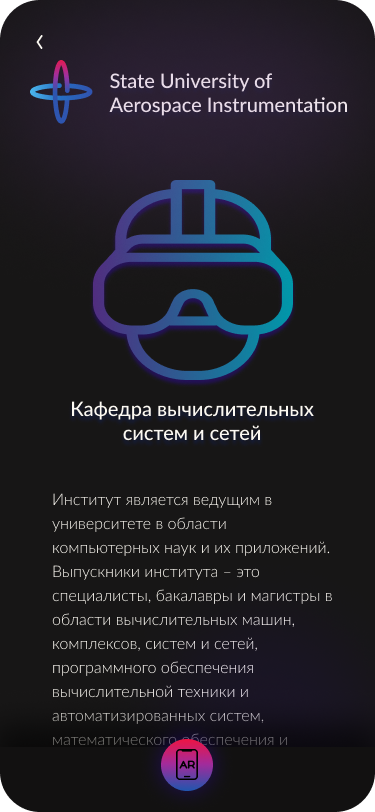 State University of
Aerospace Instrumentation
Кафедра вычислительных
систем и сетей
Институт является ведущим в
университете в области
компьютерных наук и их приложений.
Выпускники института – это
специалисты, бакалавры и магистры в
области вычислительных машин,
комплексов, систем и сетей,
программного обеспечения
вычислительной техники и
автоматизированных систем,
математического обеспечения и
AR